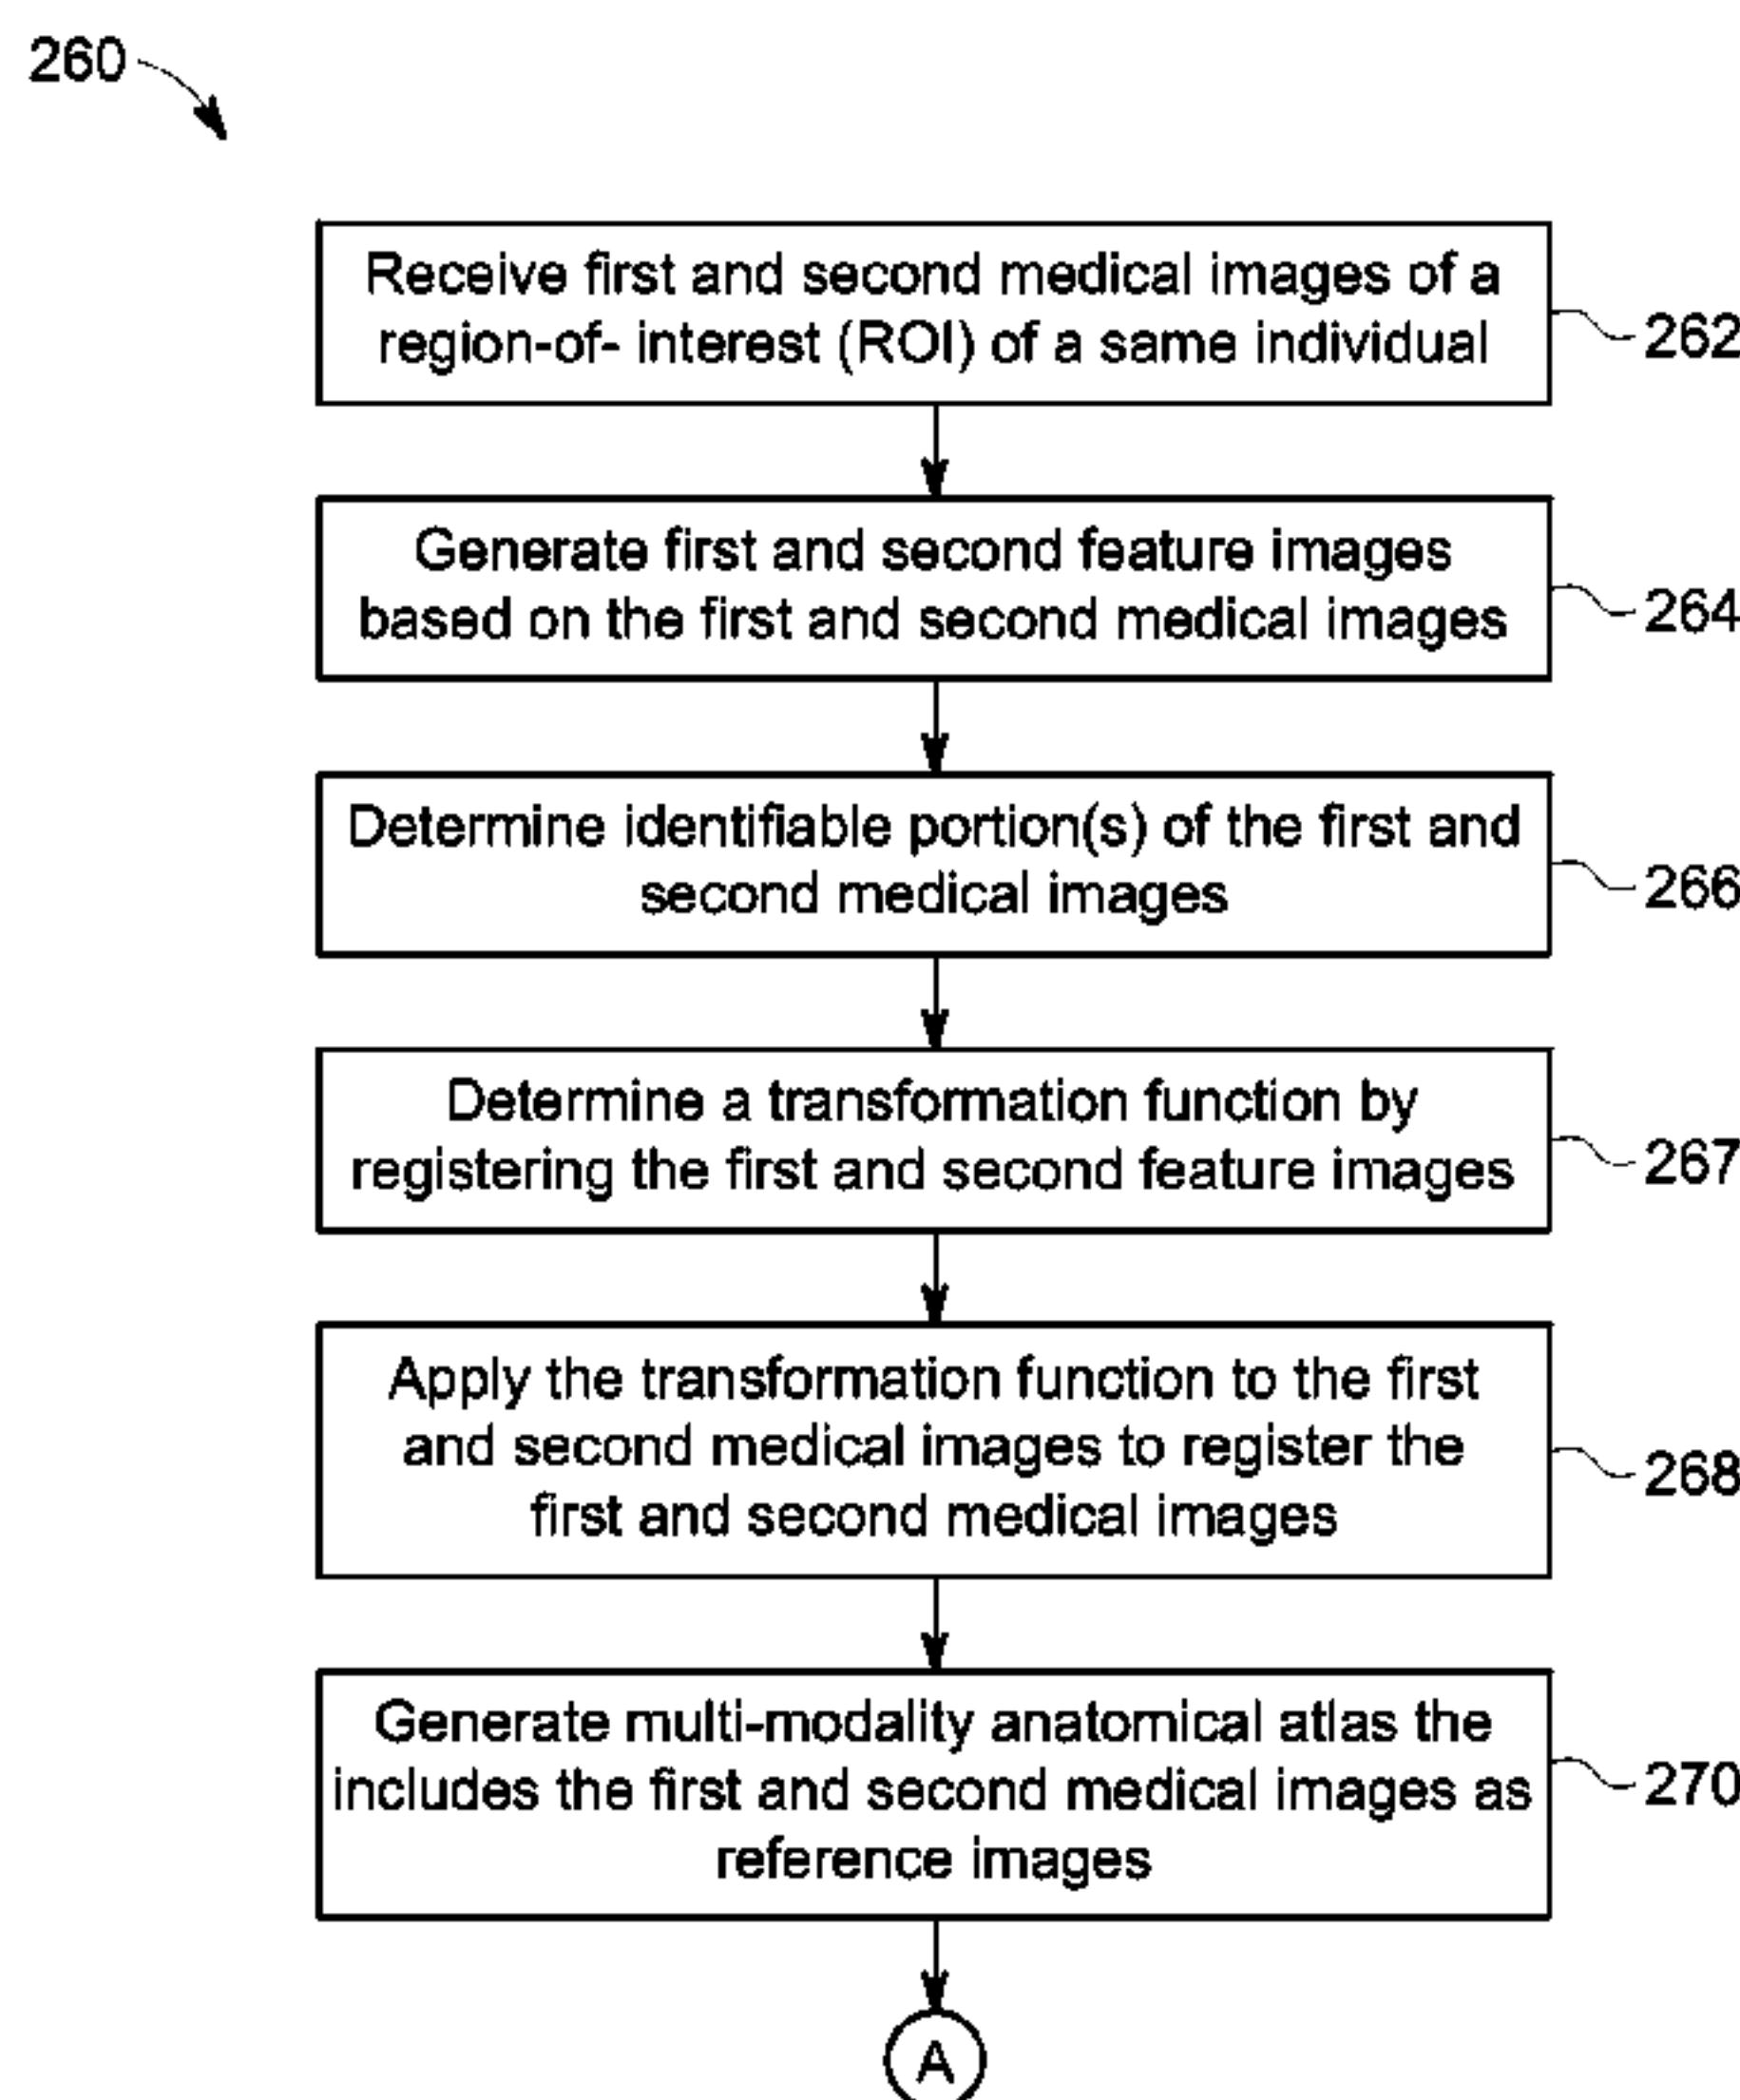 260
Receive first and second medical images of a
region-of- interest (ROI) of a same individual
262
Generate first and second feature images
based on the first and second medical images
264
Determine identifiable portion(s) of the first and
second medical images
266
Determine a transformation function by
registering the first and second feature images
267
Apply the transformation function to the first
and second medical images to register the
first and second medical images
268
Generate multi-modality anatomical atlas the
includes the first and second medical images as
reference images
270
A